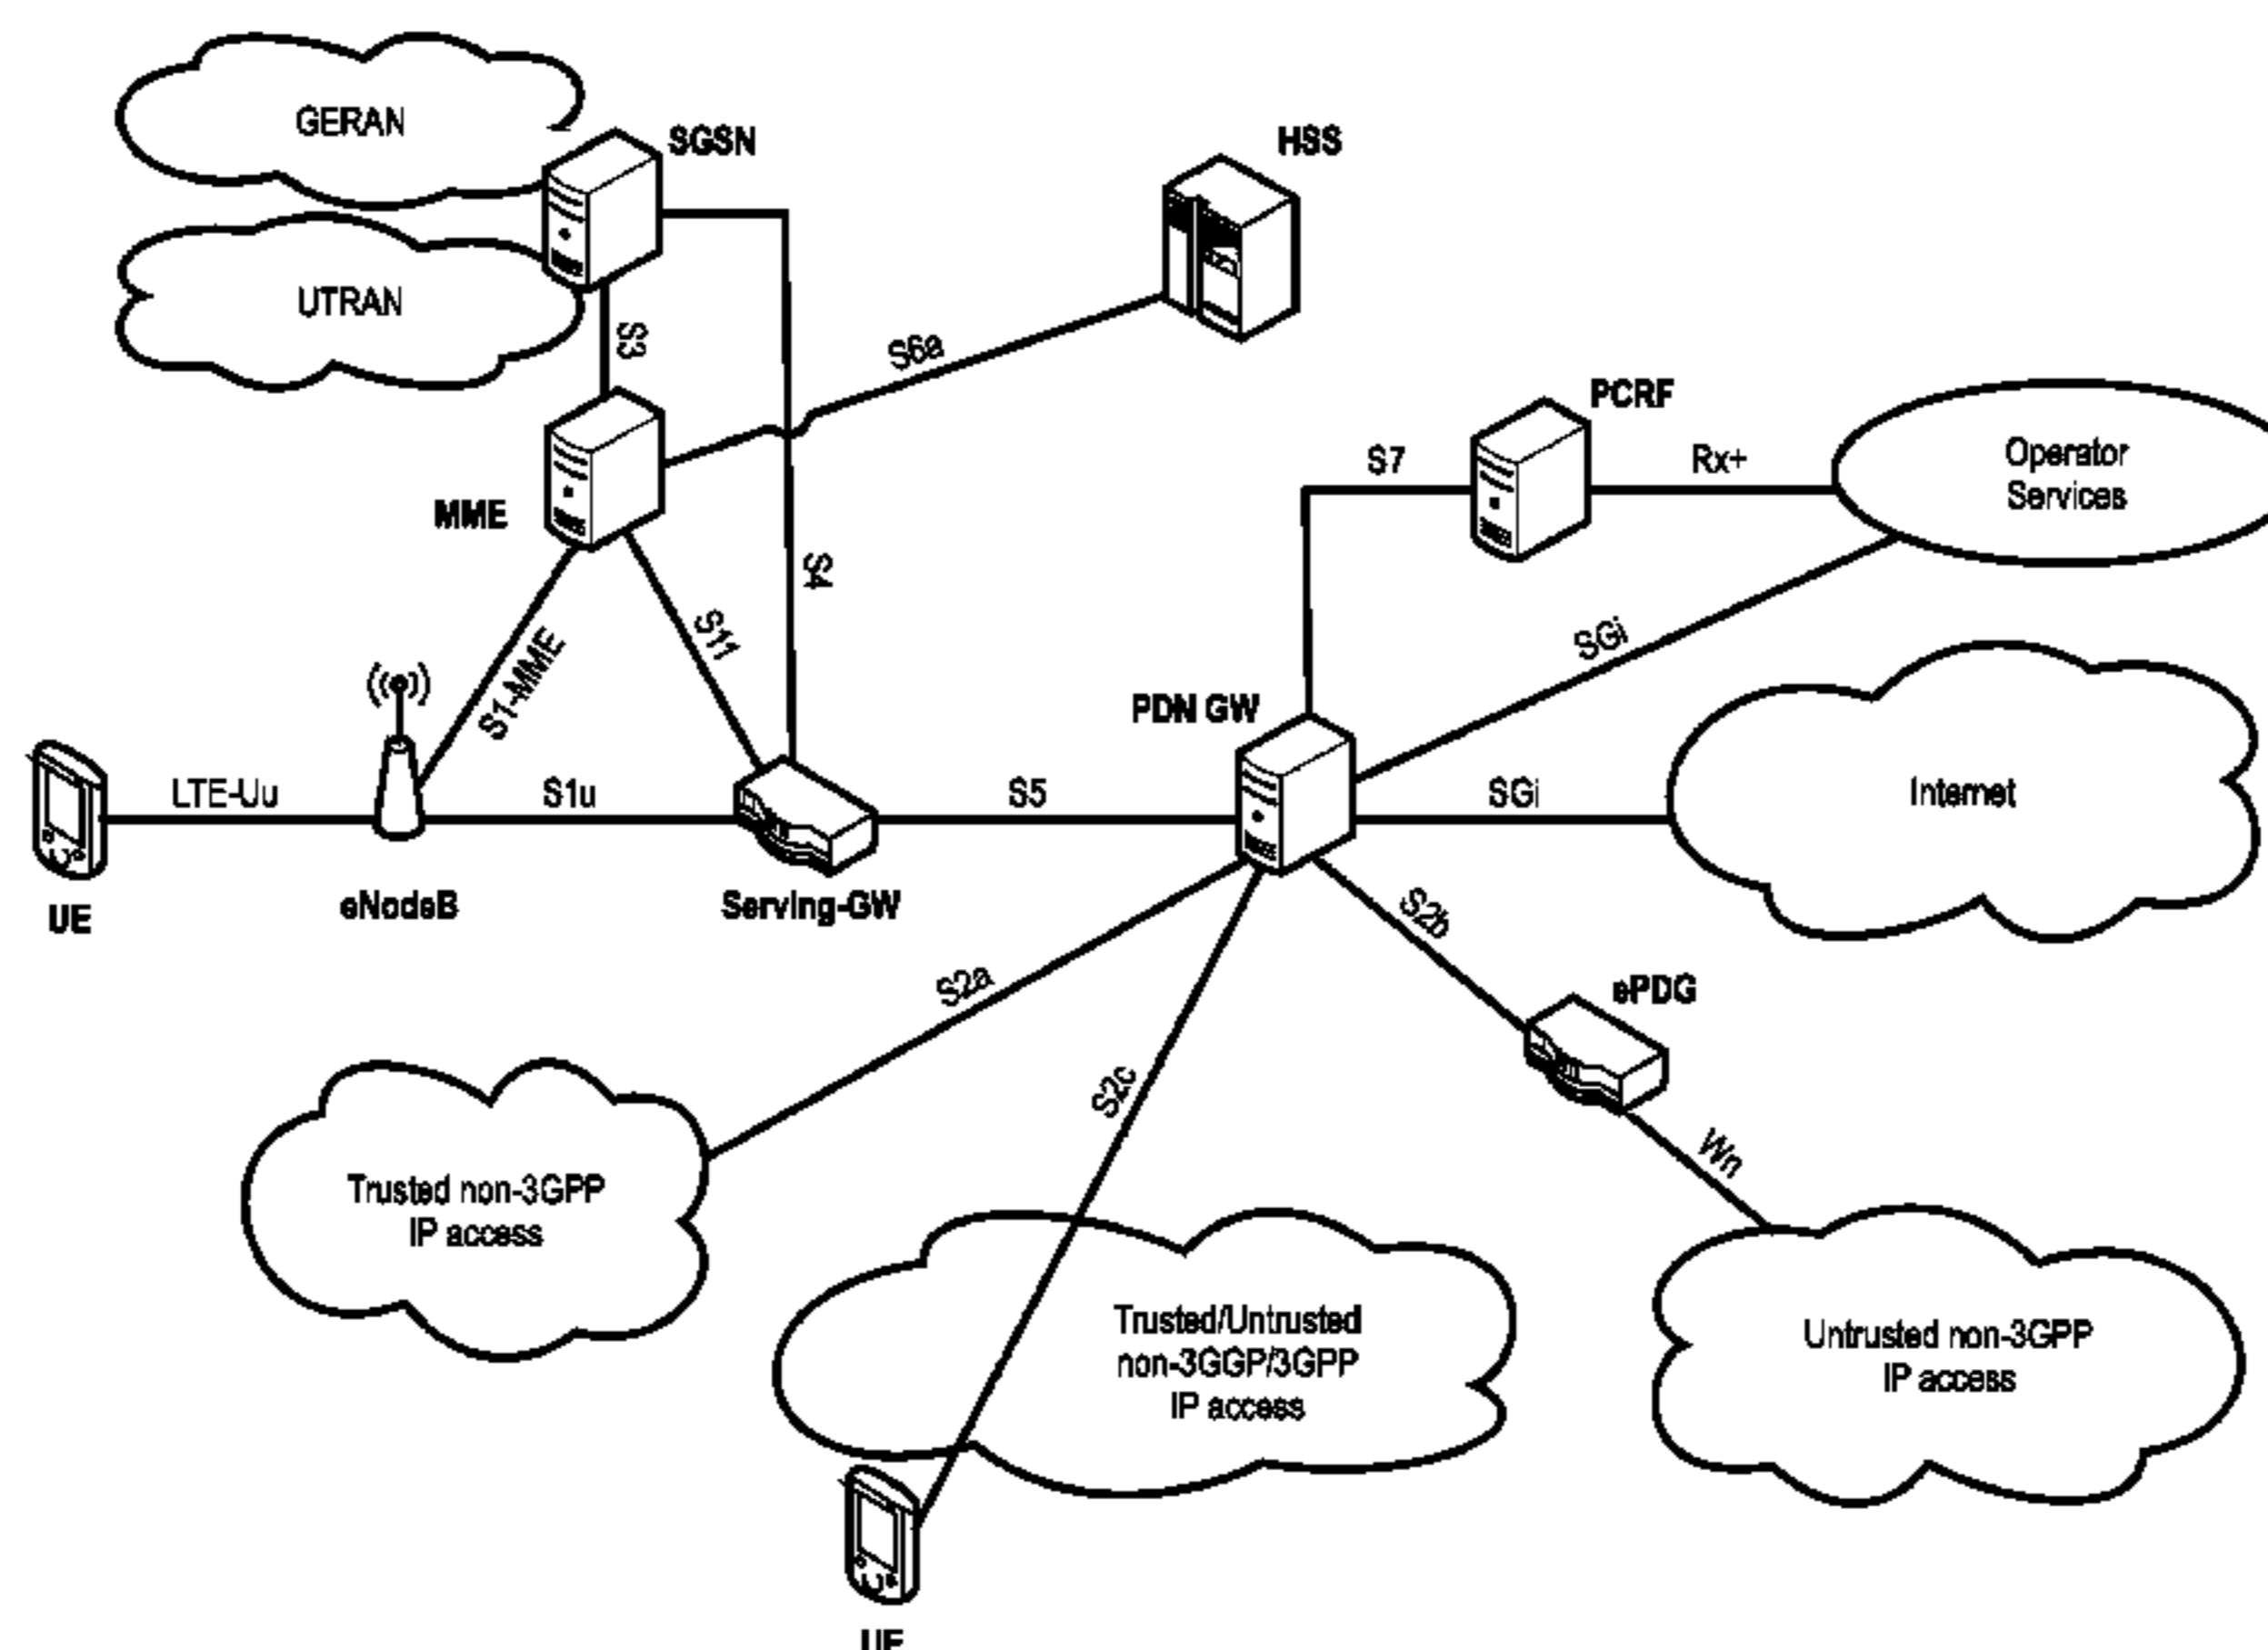 GERAN
SGSN
HSS
UTRAN
S3
S6a
PCRF
S7
Rx+
Operator
Services
MME
S4
S11
S1-MME
SGi
PDN GW
LTE-Uu
S1u
S5
SGi
Internet
UE
eNodeB
Serving-GW
S2b
S2a
ePDG
S2c
Wn
Trusted non-3GPP
IP access
Trusted/Untrusted
non-3GGP/3GPP
IP access
Untrusted non-3GPP
IP access
UE